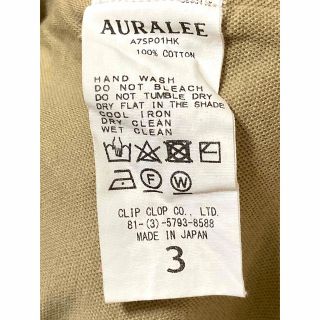 AURALEE
A7SP01HK
100% COTTON
HAND WASH
DO NOT BLEACH
DO NOT TUMBLE DRY
DRY FLAT IN THE SHADE
COOL IRON
DRY CLEAN
WET CLEAN
F W
CLIP CLOP CO., LTD.
81-(3)-5793-8588
MADE IN JAPAN
3